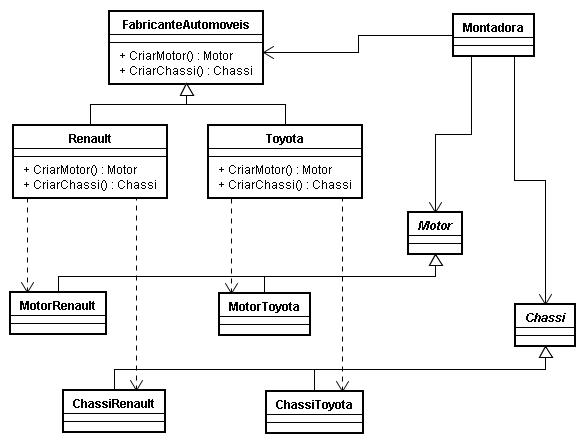 FabricanteAutomoveis
+ CriarMotor() : Motor
+ CriarChassi() : Chassi
Montadora
Renault
+ CriarMotor() : Motor
+ CriarChassi() : Chassi
Toyota
+ CriarMotor() : Motor
+ CriarChassi() : Chassi
Motor
MotorRenault
MotorToyota
Chassi
ChassiRenault
ChassiToyota